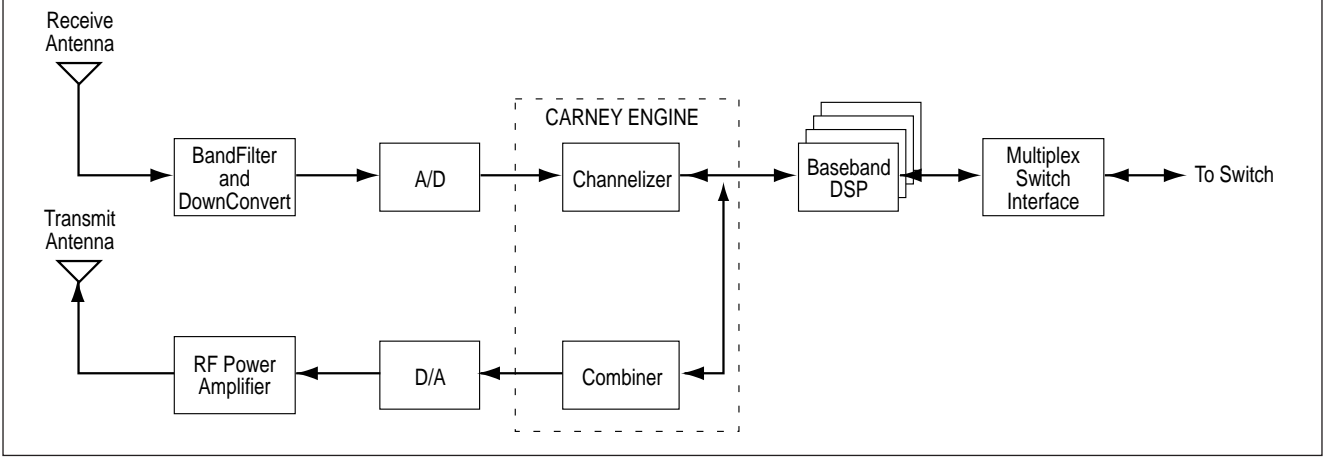 Receive
Antenna
CARNEY ENGINE
BandFilter
and
DownConvert
A/D
Channelizer
Baseband
DSP
Multiplex
Switch
Interface
To Switch
Transmit
Antenna
RF Power
Amplifier
D/A
Combiner